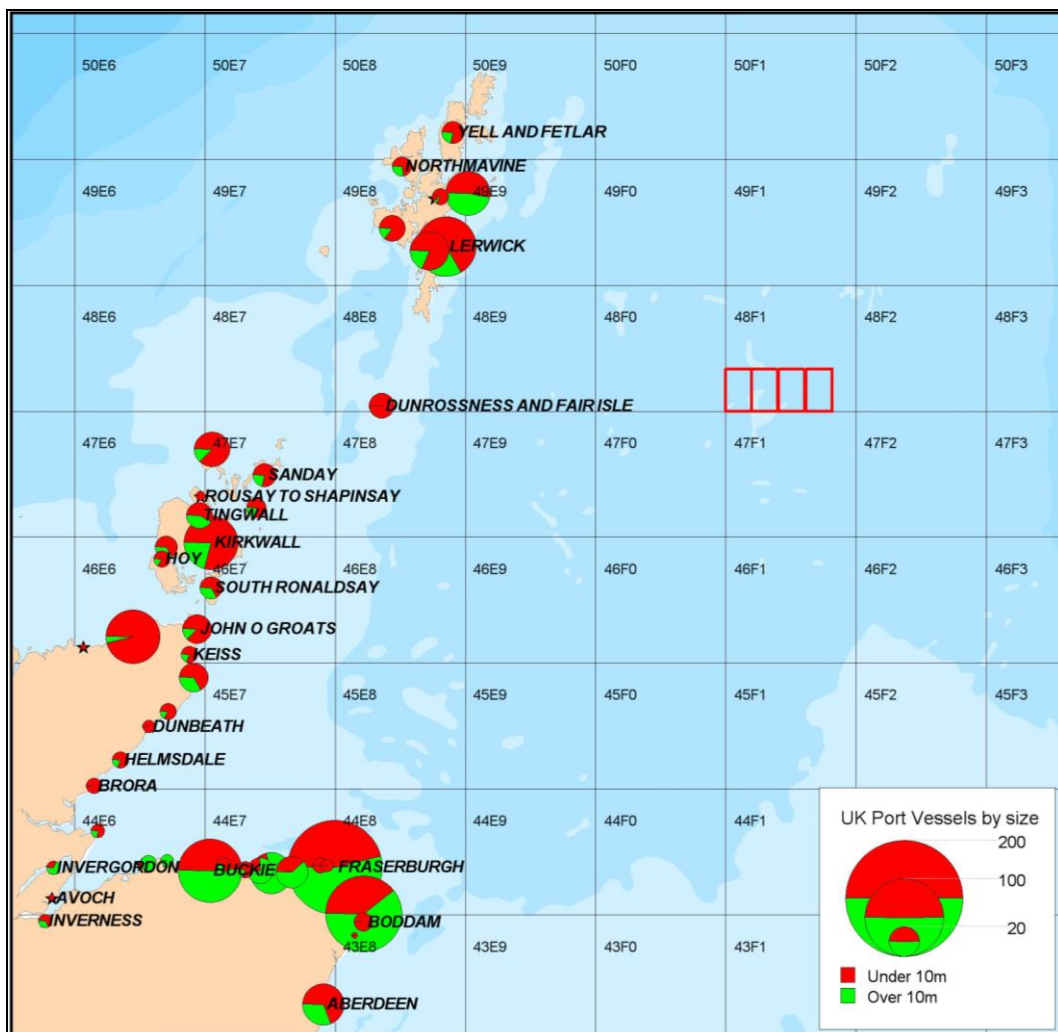 50E6 50E7 50E8 50E9 50F0 50F1 50F2 50F3
YELL AND FETLAR
NORTHMAVINE
49E6 49E7 49E8 49E9 49F0 49F1 49F2 49F3
LERWICK
48E6 48E7 48E8 48E9 48F0 48F1 48F2 48F3
DUNROSSNESS AND FAIR ISLE
47E6 47E7 47E8 47E9 47F0 47F1 47F2 47F3
SANDAY
ROUSAY TO SHAPINSAY
TINGWALL
KIRKWALL
HOY
46E6 46E7 46E8 46E9 46F0 46F1 46F2 46F3
SOUTH RONALDSAY
JOHN O GROATS
KEISS
45E7 45E8 45E9 45F0 45F1 45F2 45F3
DUNBEATH
HELMSDALE
BRORA
44E6 44E7 44E8 44E9 44F0 44F1
INVERGORDON BUCKIE FRASERBURGH
AVOCH
INVERNESS BODDAM
43E8 43E9 43F0 43F1
ABERDEEN
UK Port Vessels by size
200
100
20
Under 10m
Over 10m